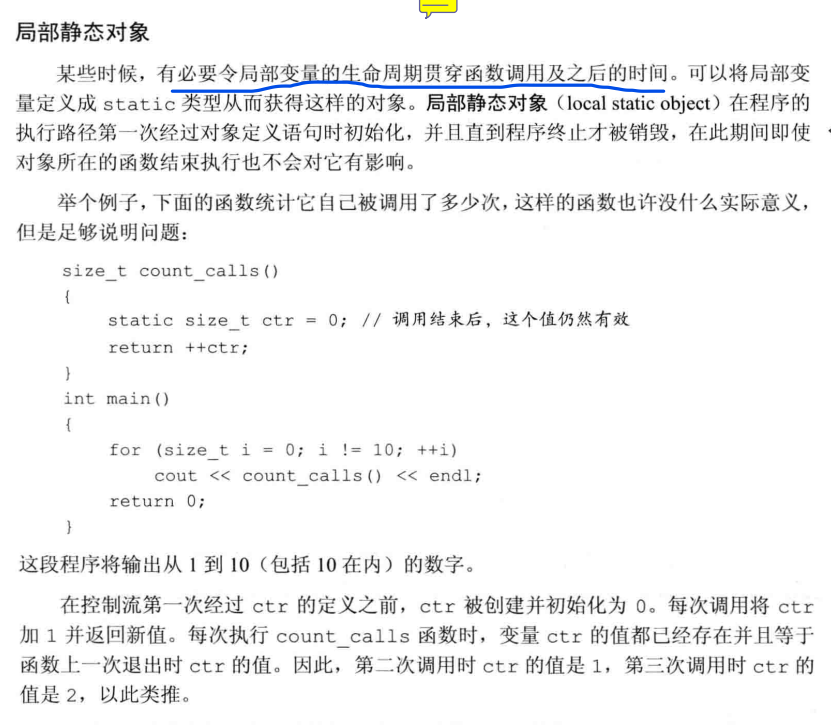 局部静态对象
某些时候，有必要令局部变量的生命周期贯穿函数调用及之后的时间。可以将局部变
量定义成 static 类型从而获得这样的对象。局部静态对象（local static object）在程序的
执行路径第一次经过对象定义语句时初始化，并且直到程序终止才被销毁，在此期间即使
对象所在的函数结束执行也不会对它有影响。
举个例子，下面的函数统计它自己被调用了多少次，这样的函数也许没什么实际意义，
但是足够说明问题：
size_t count_calls()
{
static size_t ctr = 0; // 调用结束后，这个值仍然有效
return ++ctr;
}
int main()
{
for (size_t i = 0; i != 10; ++i)
cout << count_calls() << endl;
return 0;
}
这段程序将输出从 1 到 10（包括 10 在内）的数字。
在控制流第一次经过 ctr 的定义之前，ctr 被创建并初始化为 0。每次调用将 ctr
加 1 并返回新值。每次执行 count_calls 函数时，变量 ctr 的值都已经存在并且等于
函数上一次退出时 ctr 的值。因此，第二次调用时 ctr 的值是 1，第三次调用时 ctr 的
值是 2，以此类推。